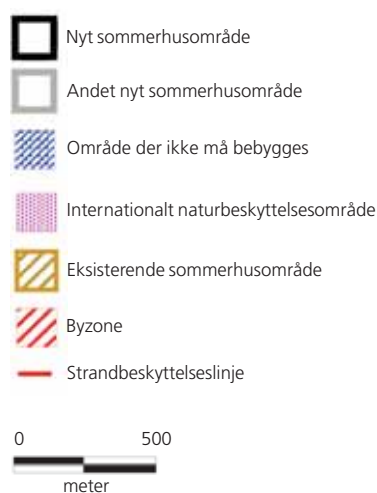 Nyt sommerhusområde
Andet nyt sommerhusområde
Område der ikke må bebygges
Internationalt naturbeskyttelsesområde
Eksisterende sommerhusområde
Byzone
Strandbeskyttelseslinje
0 500
meter